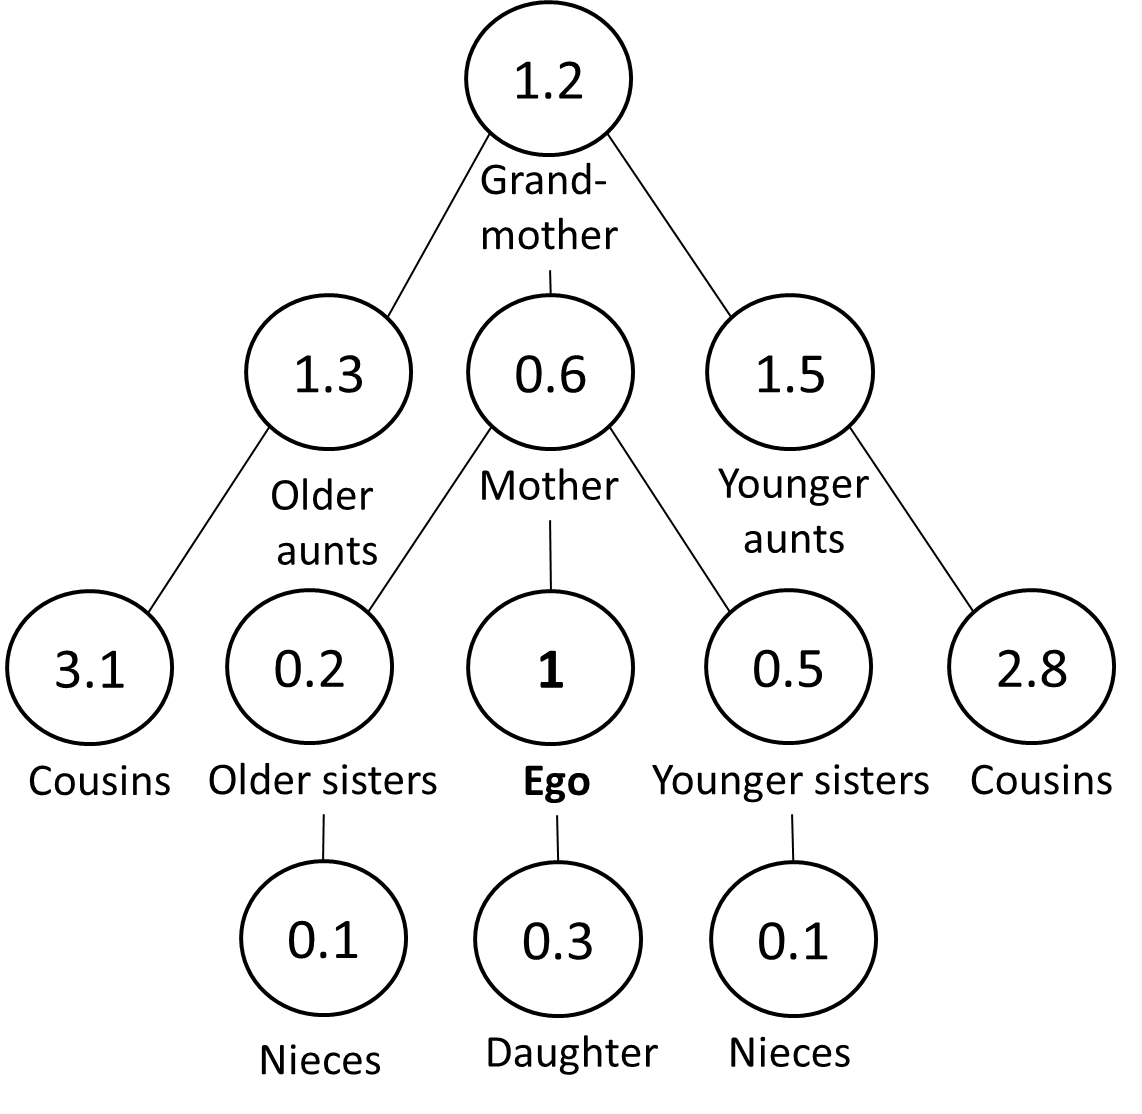 1.2
Grand-
mother
1.3
0.6
1.5
Older
aunts
Mother
Younger
aunts
3.1
0.2
1
0.5
2.8
Cousins
Older sisters
Ego
Younger sisters
Cousins
0.1
0.3
0.1
Nieces
Daughter
Nieces